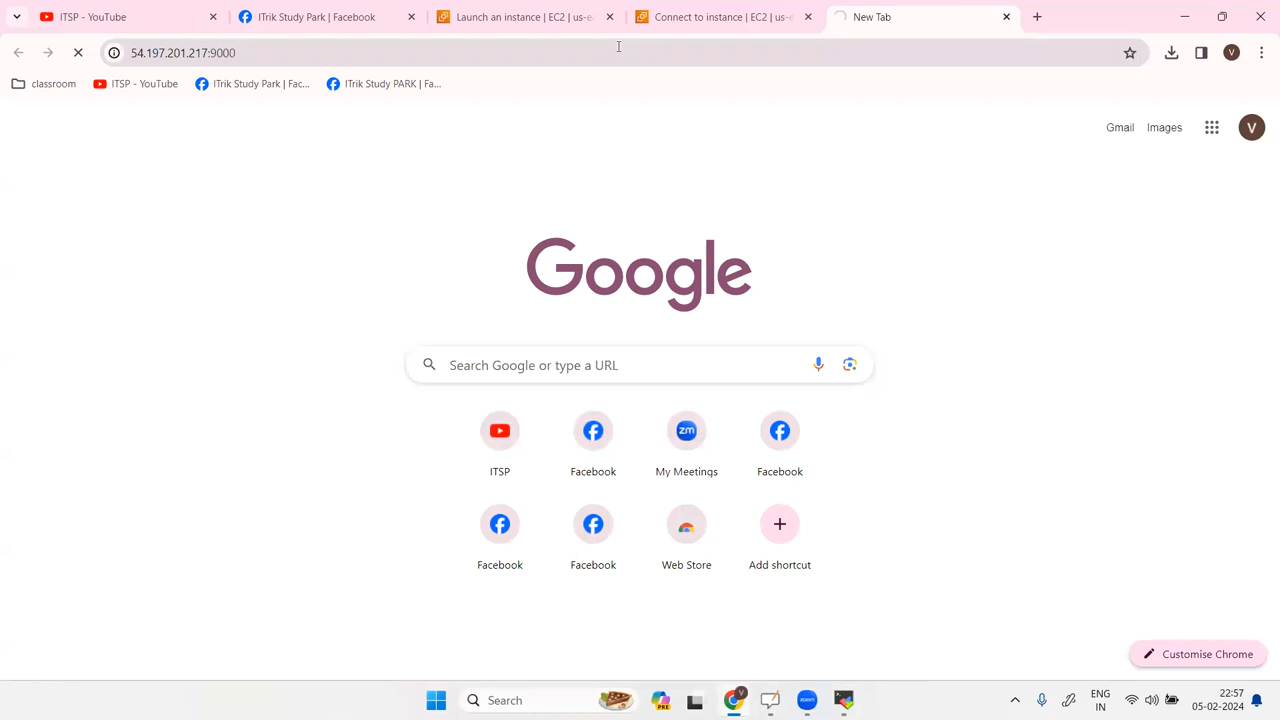 ITSP - YouTube
ITrik Study Park | Facebook
Launch an instance | EC2 | us-e
Connect to instance | EC2 | us-e
New Tab
54.197.201.217:9000
V
classroom
ITSP - YouTube
ITrik Study Park | Fac...
ITrik Study PARK | Fa...
Gmail
Images
V
Google
Search Google or type a URL
zm
ITSP
Facebook
My Meetings
Facebook
Facebook
Facebook
Web Store
Add shortcut
Customise Chrome
Search
PRE
V
zoom
ENG
IN
22:57
05-02-2024